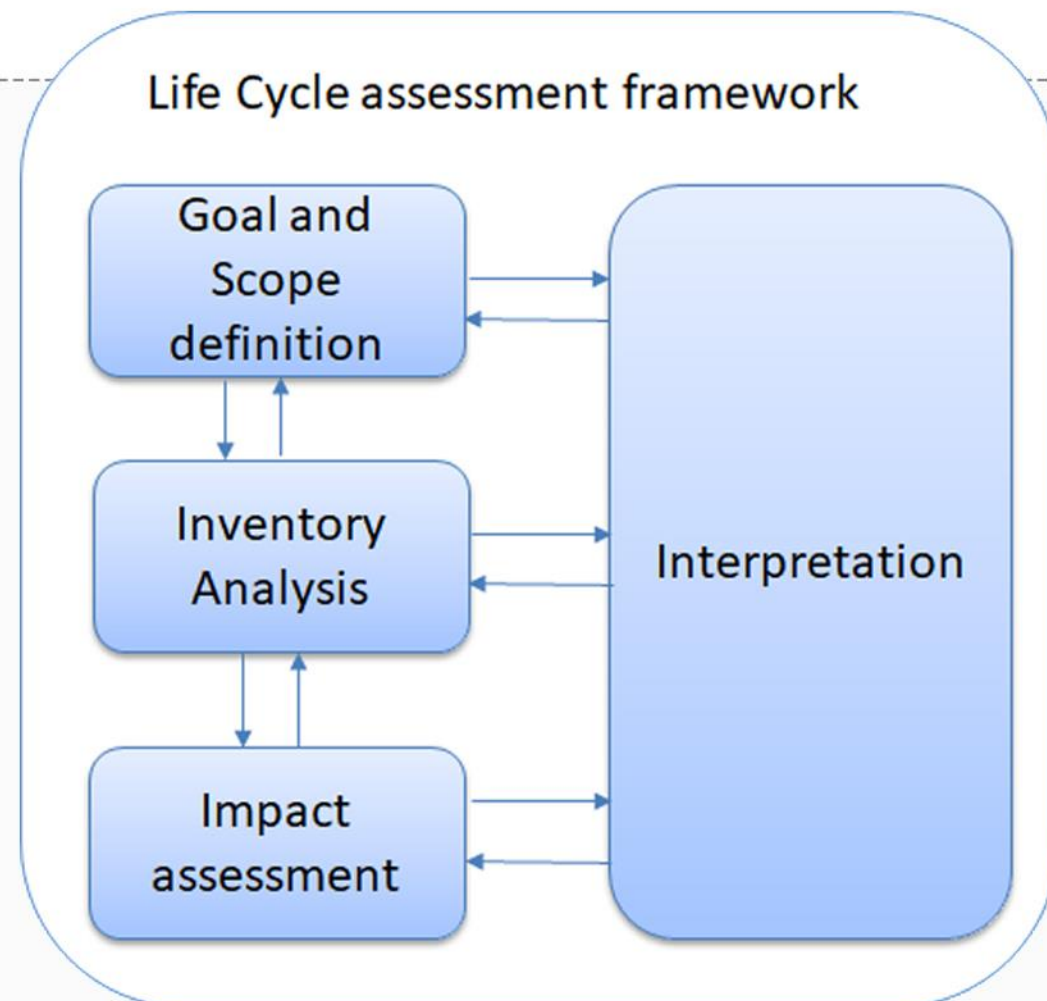 Life Cycle assessment framework
Goal and
Scope
definition
Inventory
Analysis
Interpretation
Impact
assessment